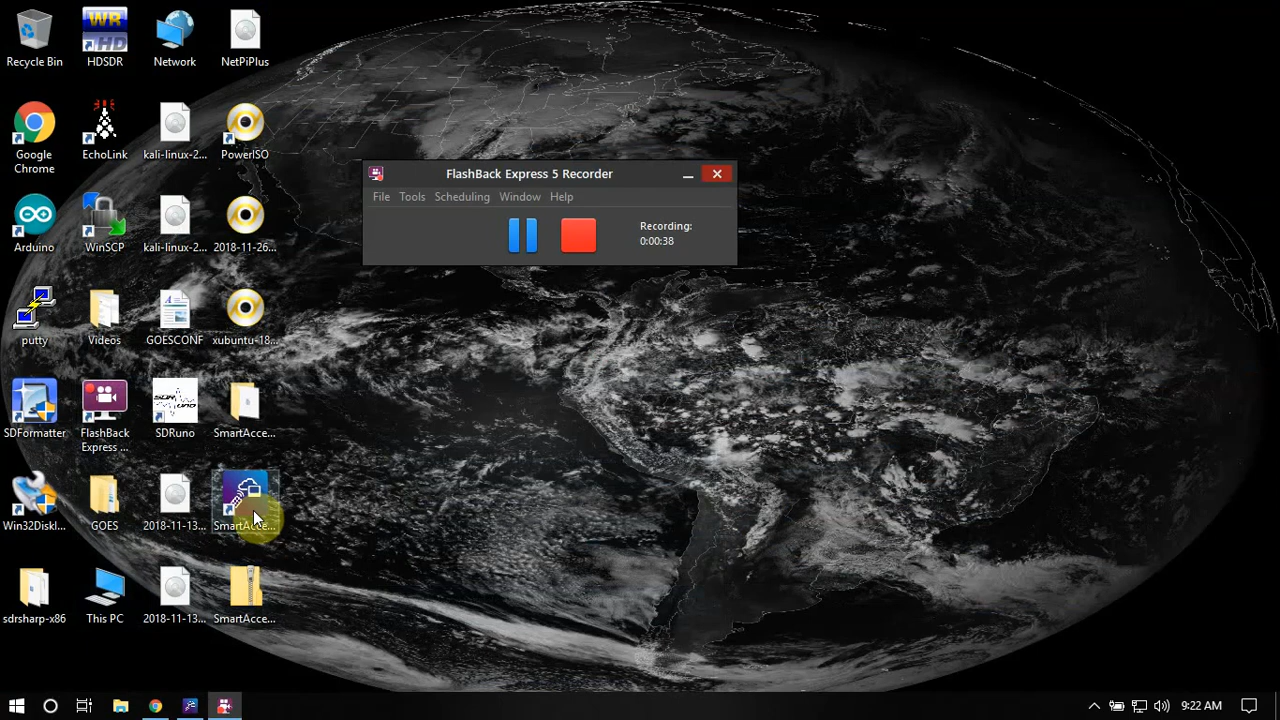 Recycle Bin
HDSDR
Network
NetPiPlus
Google Chrome
EchoLink
kali-linux-2...
PowerISO
Arduino
WinSCP
kali-linux-2...
2018-11-26...
putty
Videos
GOESCONF
xubuntu-18...
SDFormatter
FlashBack Express ...
SDRuno
SmartAcce...
Win32DiskI...
GOES
2018-11-13...
SmartAcce...
sdrsharp-x86
This PC
2018-11-13...
SmartAcce...
FlashBack Express 5 Recorder
File Tools Scheduling Window Help
Recording:
0:00:38
9:22 AM